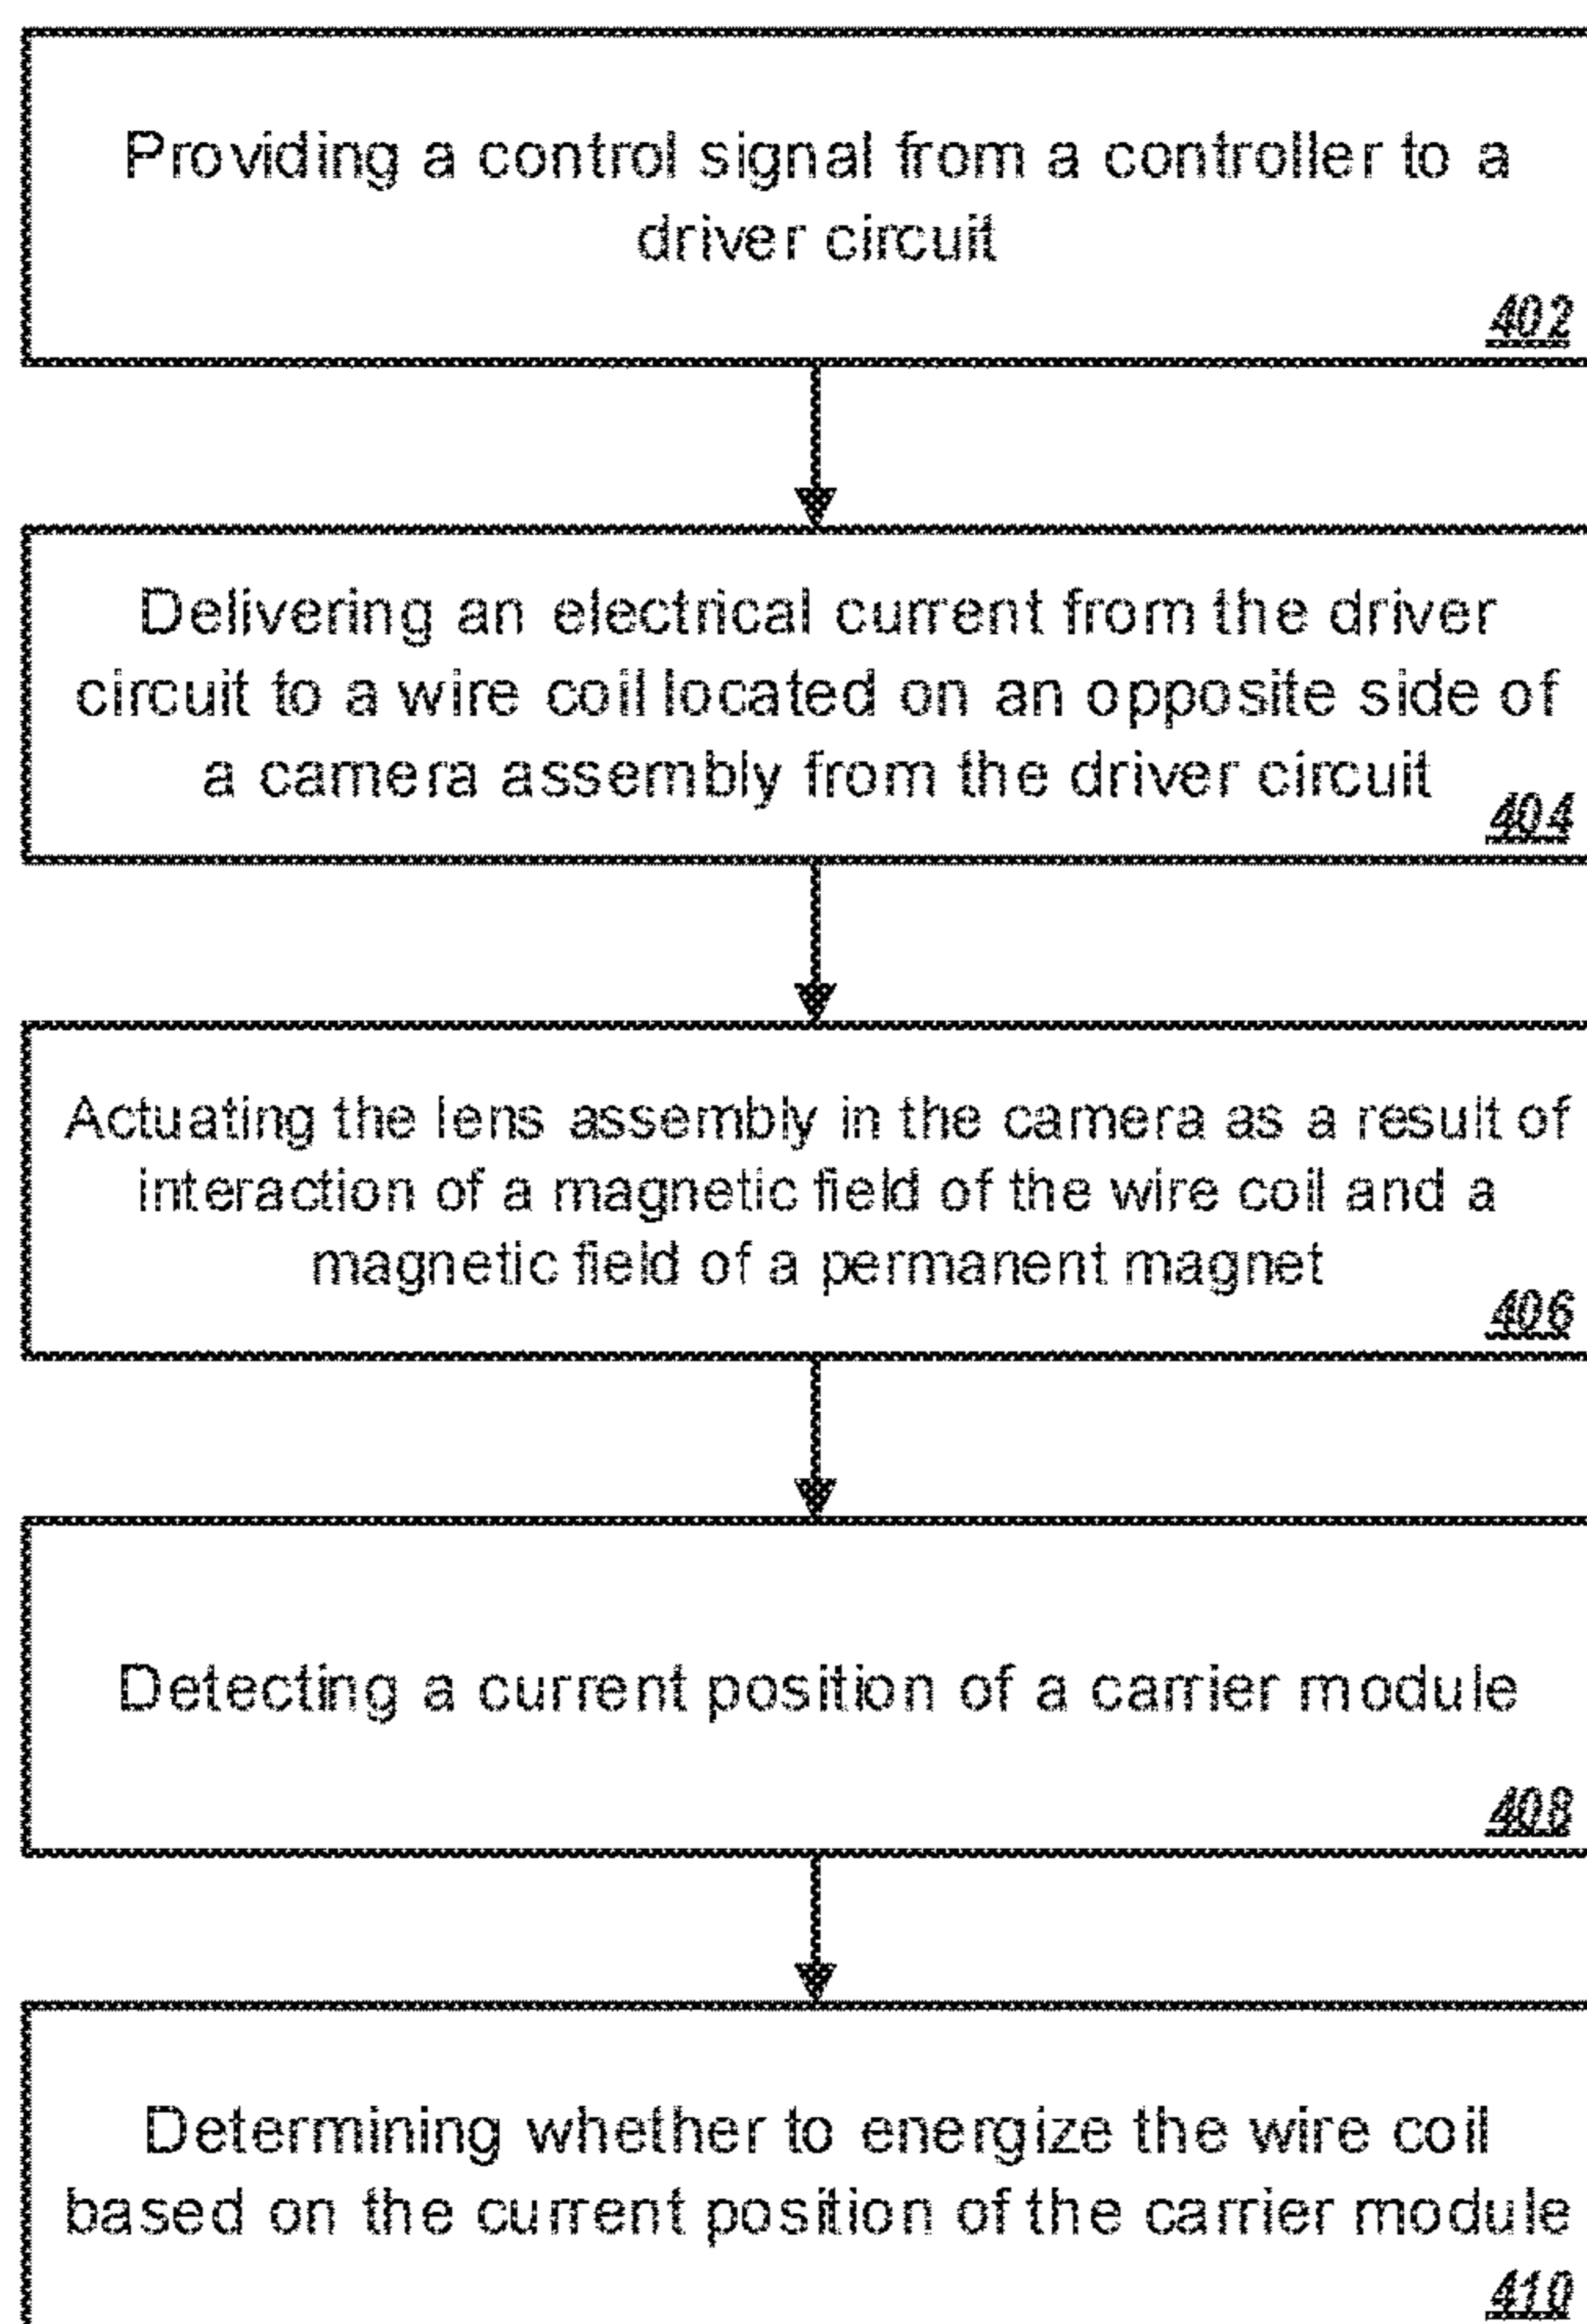 Providing a control signal from a controller to a
driver circuit
402
Delivering an electrical current from the driver
circuit to a wire coil located on an opposite side of
a camera assembly from the driver circuit
404
Actuating the lens assembly in the camera as a result of
interaction of a magnetic field of the wire coil and a
magnetic field of a permanent magnet
406
Detecting a current position of a carrier module
408
Determining whether to energize the wire coil
based on the current position of the carrier module
410